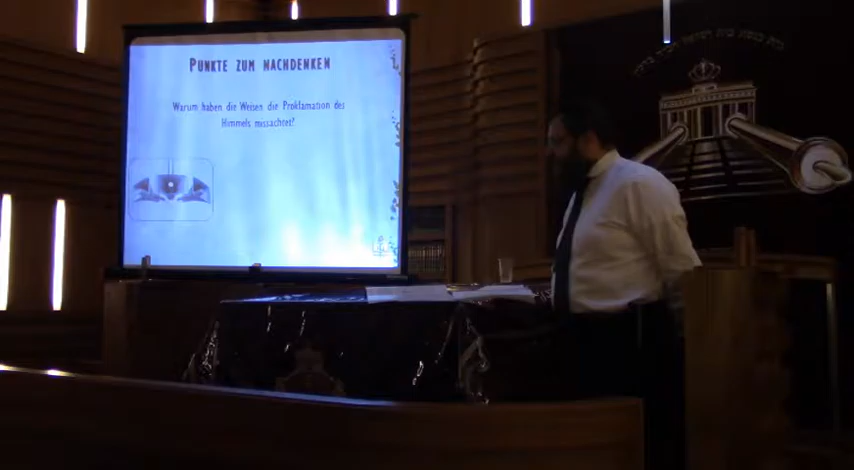 Punkte zum nachdenken
Warum haben die Weisen die Proklamation des
Himmels missachtet?